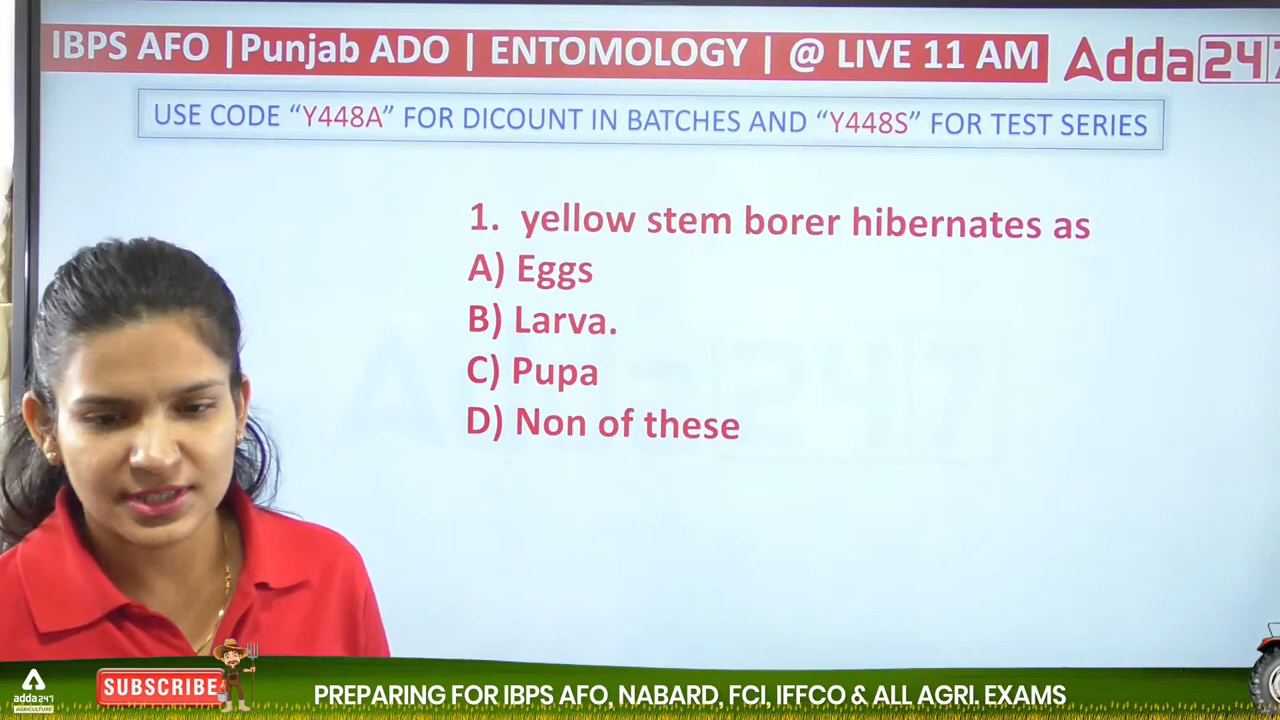 IBPS AFO |Punjab ADO | ENTOMOLOGY | @ LIVE 11 AM
Adda247
USE CODE “Y448A” FOR DICOUNT IN BATCHES AND “Y448S” FOR TEST SERIES
1. yellow stem borer hibernates as
A) Eggs
B) Larva.
C) Pupa
D) Non of these
adda247
AGRICULTURE
SUBSCRIBE
PREPARING FOR IBPS AFO, NABARD, FCI, IFFCO & ALL AGRI. EXAMS